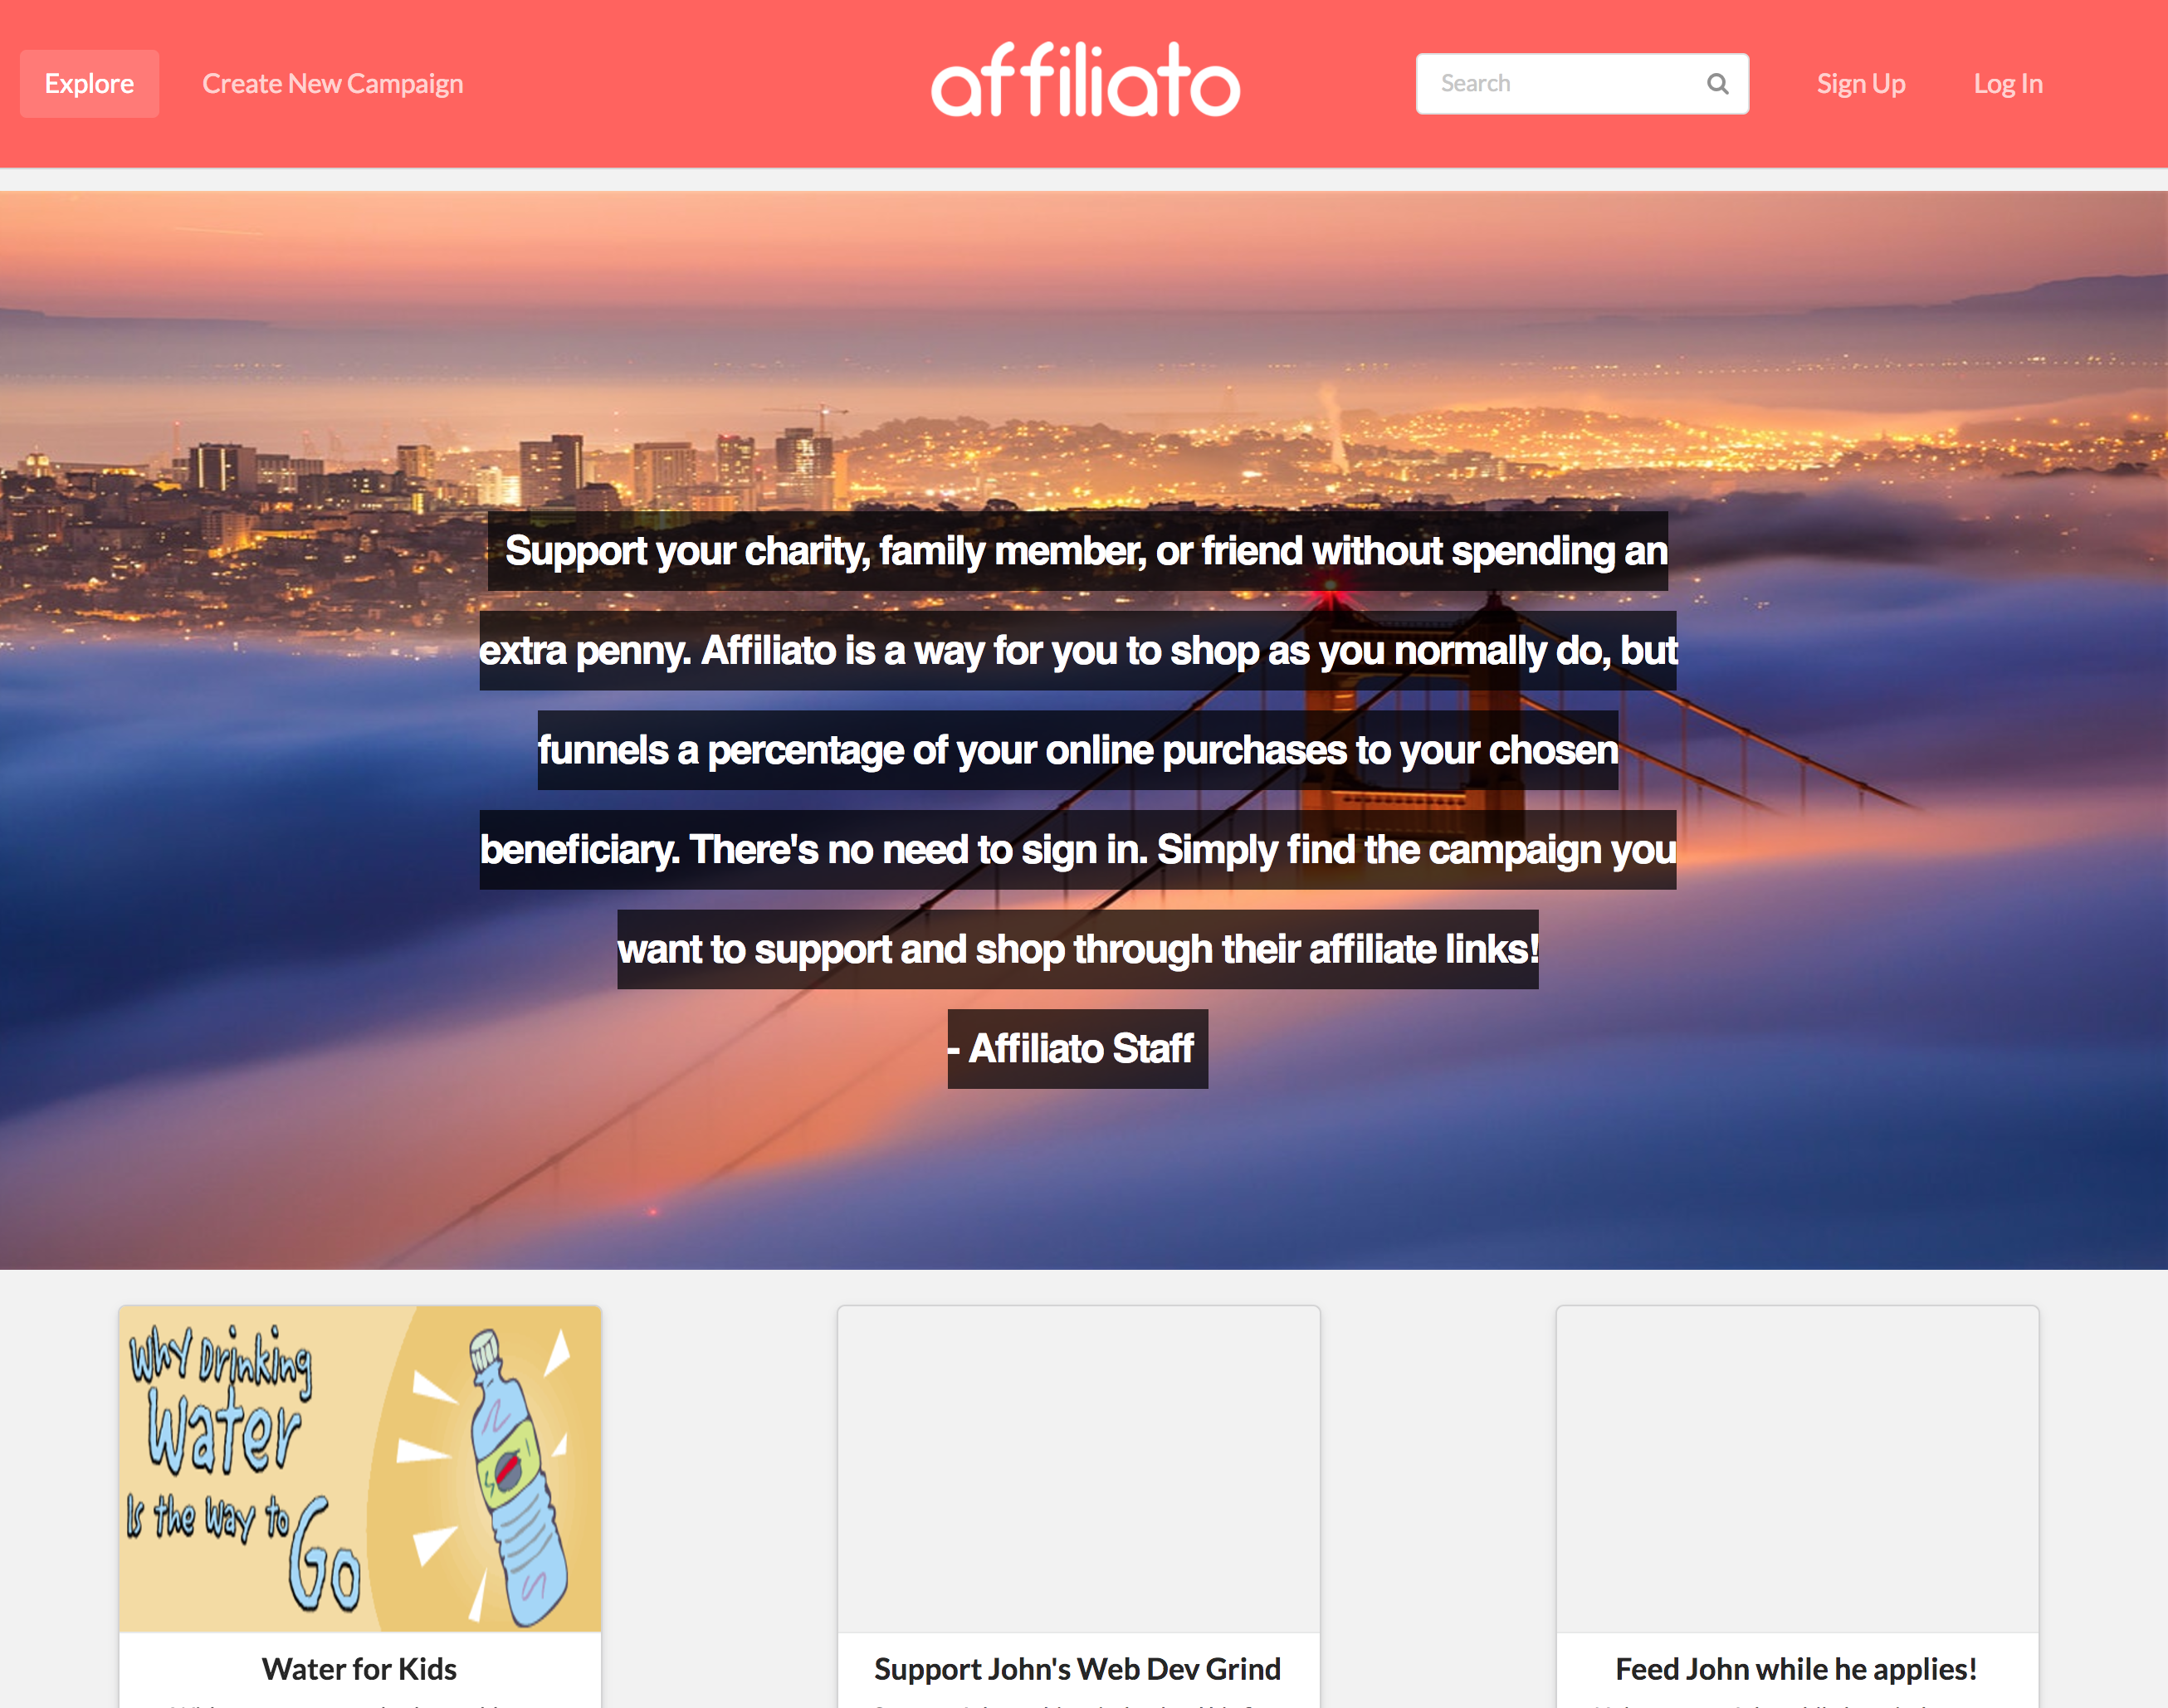 Explore
Create New Campaign
affiliato
Search
Sign Up
Log In
Support your charity, family member, or friend without spending an
extra penny. Affiliato is a way for you to shop as you normally do, but
funnels a percentage of your online purchases to your chosen
beneficiary. There's no need to sign in. Simply find the campaign you
want to support and shop through their affiliate links!
- Affiliato Staff
Why Drinking
Water
Is the Way to
Go
Water for Kids
Support John's Web Dev Grind
Feed John while he applies!